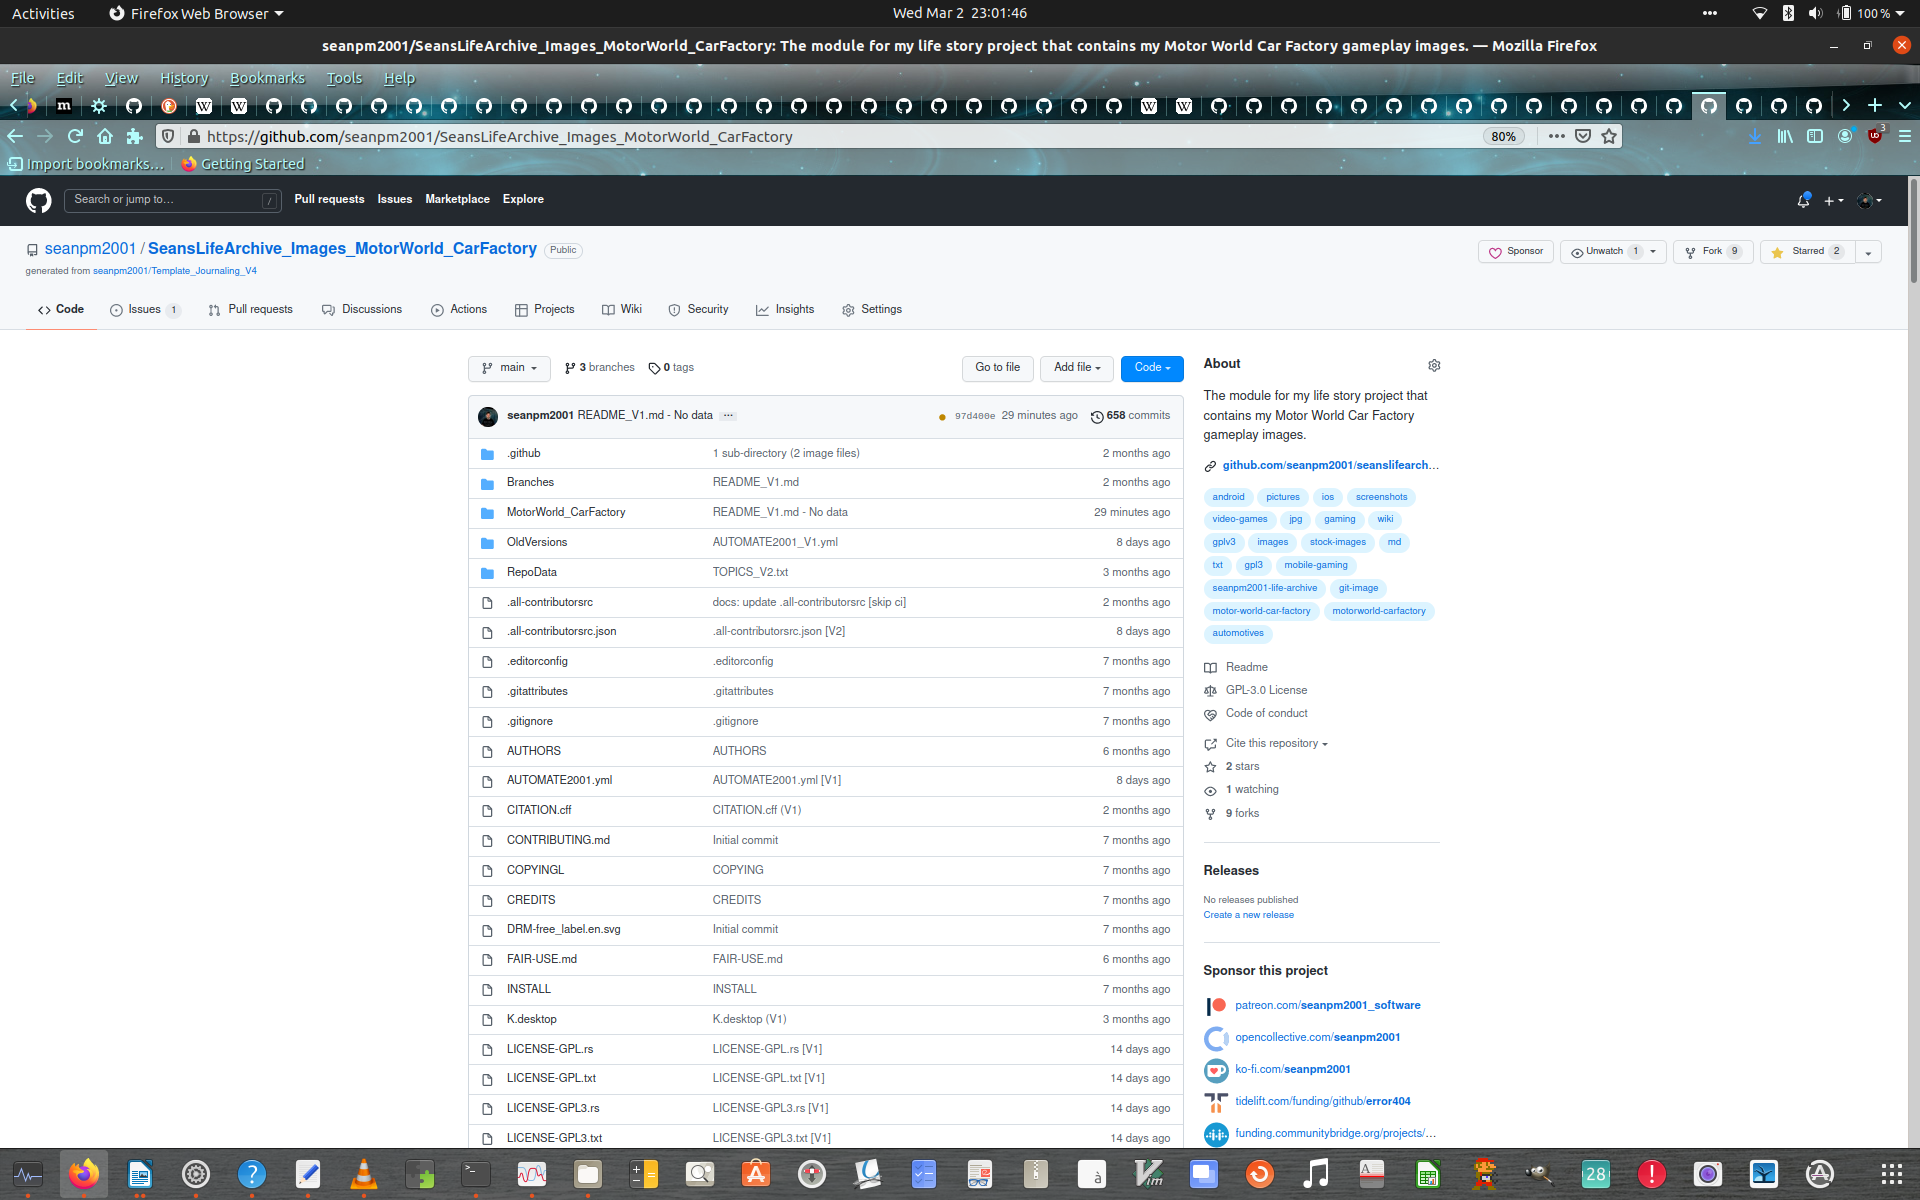 Activities Firefox Web Browser Wed Mar 2 23:01:46 100 %
seanpm2001/SeansLifeArchive_Images_MotorWorld_CarFactory: The module for my life story project that contains my Motor World Car Factory gameplay images. — Mozilla Firefox
File Edit View History Bookmarks Tools Help
https://github.com/seanpm2001/SeansLifeArchive_Images_MotorWorld_CarFactory 80% 3
Import bookmarks... Getting Started
Search or jump to... / Pull requests Issues Marketplace Explore
seanpm2001 / SeansLifeArchive_Images_MotorWorld_CarFactory Public
Sponsor Unwatch 1 Fork 9 Starred 2
generated from seanpm2001/Template_Journaling_V4
Code Issues 1 Pull requests Discussions Actions Projects Wiki Security Insights Settings
main 3 branches 0 tags Go to file Add file Code
seanpm2001 README_V1.md - No data ... 97d400e 29 minutes ago 658 commits
.github 1 sub-directory (2 image files) 2 months ago
Branches README_V1.md 2 months ago
MotorWorld_CarFactory README_V1.md - No data 29 minutes ago
OldVersions AUTOMATE2001_V1.yml 8 days ago
RepoData TOPICS_V2.txt 3 months ago
.all-contributorsrc docs: update .all-contributorsrc [skip ci] 2 months ago
.all-contributorsrc.json .all-contributorsrc.json [V2] 8 days ago
.editorconfig .editorconfig 7 months ago
.gitattributes .gitattributes 7 months ago
.gitignore .gitignore 7 months ago
AUTHORS AUTHORS 6 months ago
AUTOMATE2001.yml AUTOMATE2001.yml [V1] 8 days ago
CITATION.cff CITATION.cff (V1) 2 months ago
CONTRIBUTING.md Initial commit 7 months ago
COPYINGL COPYING 7 months ago
CREDITS CREDITS 7 months ago
DRM-free_label.en.svg Initial commit 7 months ago
FAIR-USE.md FAIR-USE.md 6 months ago
INSTALL INSTALL 7 months ago
K.desktop K.desktop (V1) 3 months ago
LICENSE-GPL.rs LICENSE-GPL.rs [V1] 14 days ago
LICENSE-GPL.txt LICENSE-GPL.txt [V1] 14 days ago
LICENSE-GPL3.rs LICENSE-GPL3.rs [V1] 14 days ago
LICENSE-GPL3.txt LICENSE-GPL3.txt [V1] 14 days ago
About
The module for my life story project that
contains my Motor World Car Factory
gameplay images.
github.com/seanpm2001/seanslifearch...
android pictures ios screenshots
video-games jpg gaming wiki
gplv3 images stock-images md
txt gpl3 mobile-gaming
seanpm2001-life-archive git-image
motor-world-car-factory motorworld-carfactory
automotives
Readme
GPL-3.0 License
Code of conduct
Cite this repository
2 stars
1 watching
9 forks
Releases
No releases published
Create a new release
Sponsor this project
patreon.com/seanpm2001_software
opencollective.com/seanpm2001
ko-fi.com/seanpm2001
tidelift.com/funding/github/error404
funding.communitybridge.org/projects/...
28